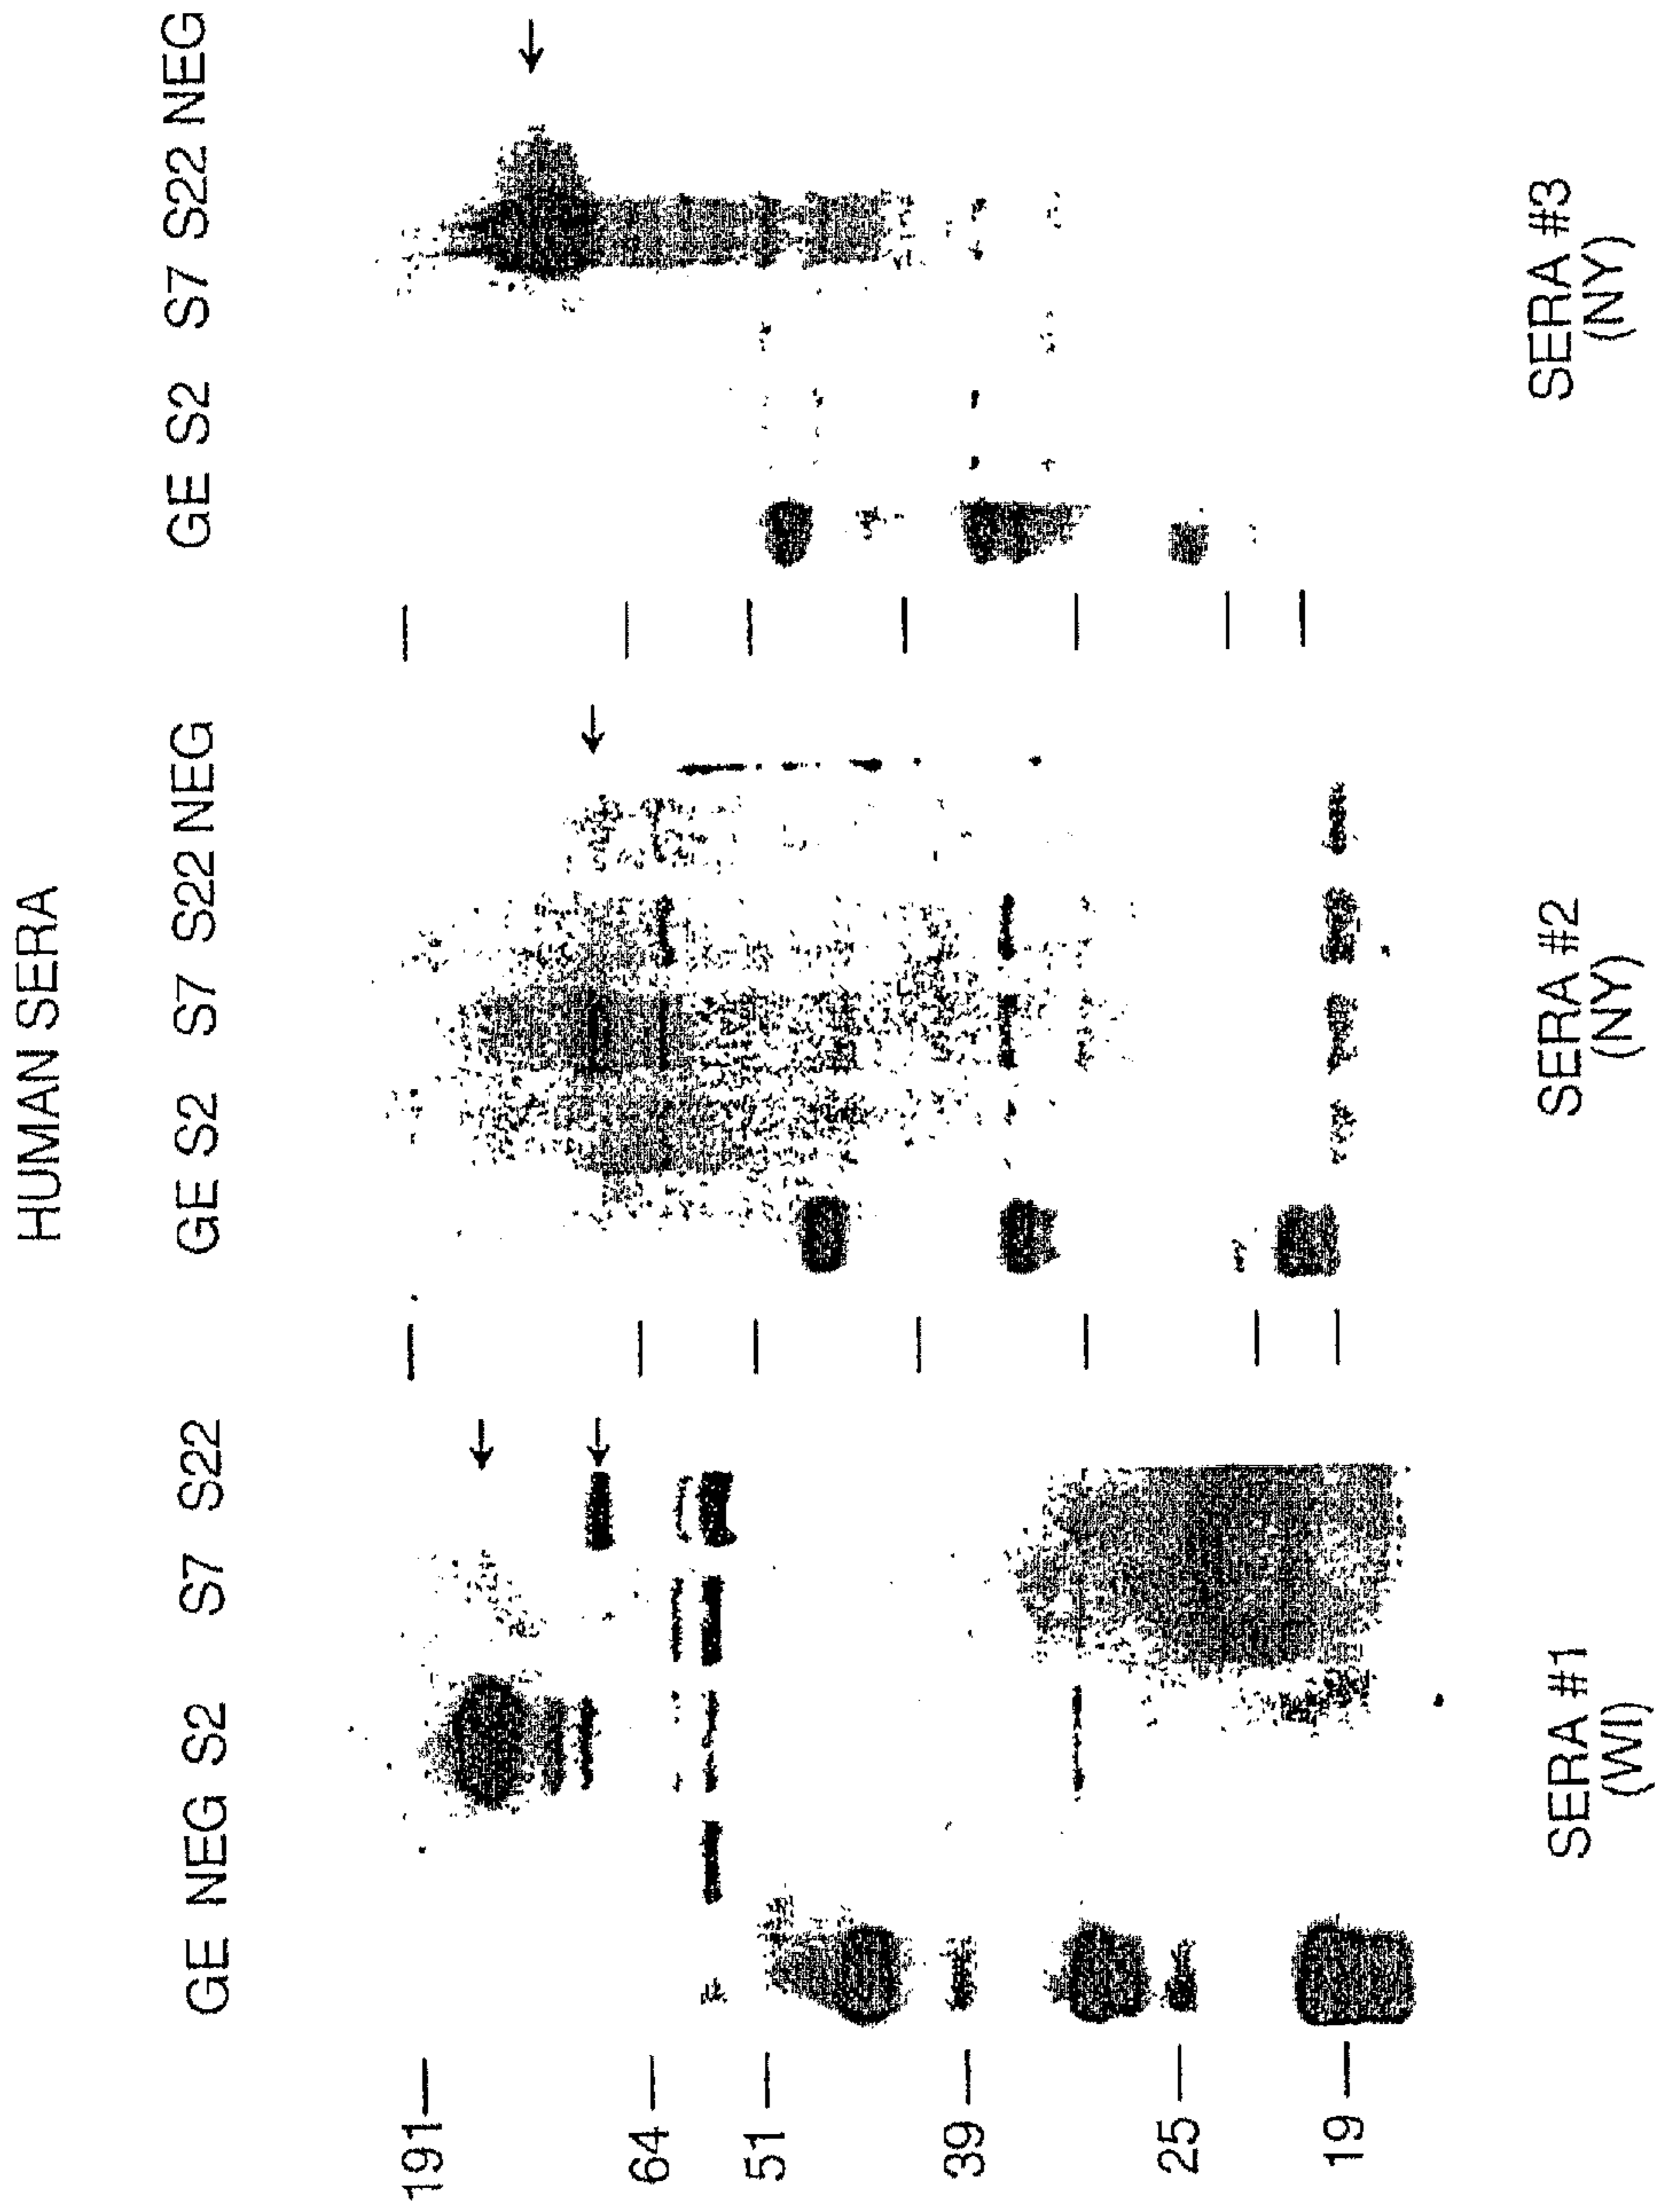 HUMAN SERA
GE NEG S2 S7 S22
GE S2 S7 S22 NEG
GE S2 S7 S22 NEG
191
64
51
39
25
19
SERA #1
(WI)
SERA #2
(NY)
SERA #3
(NY)